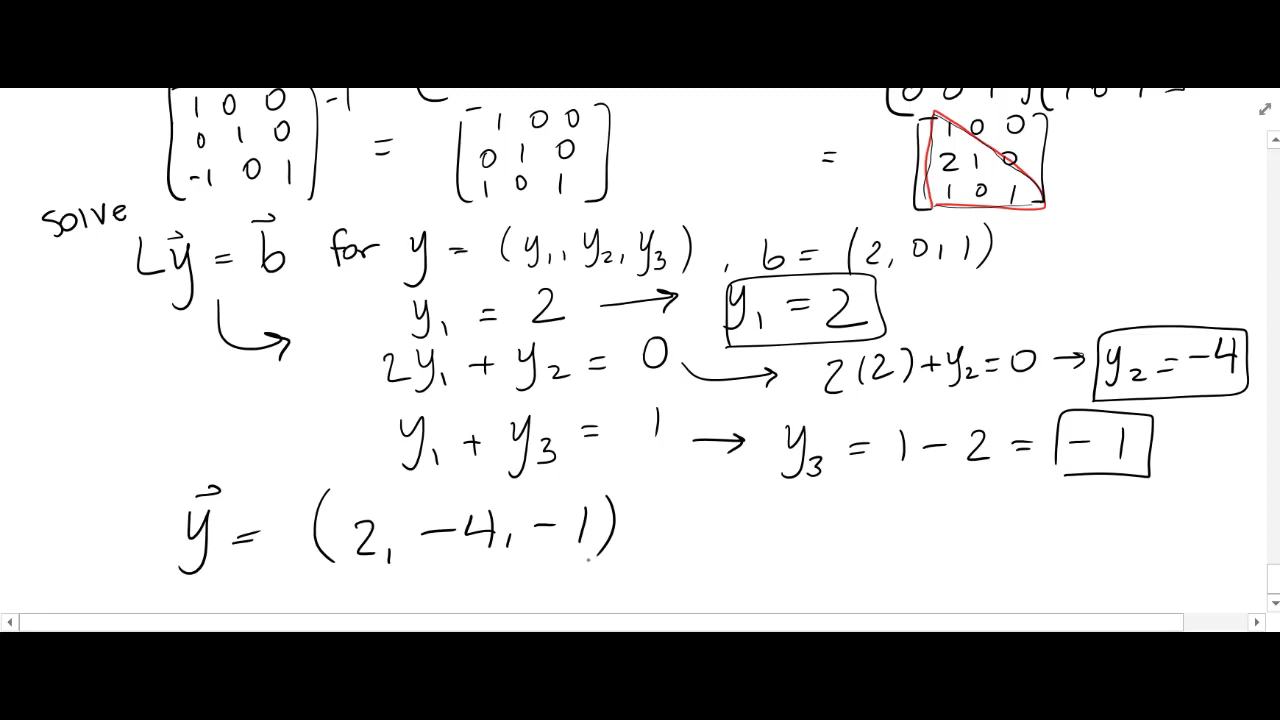 1 0 0 -1
0 1 0
-1 0 1
=
1 0 0
0 1 0
1 0 1
=
1 0 0
2 1 0
1 0 1
Solve
Ly = b for y = (y₁, y₂, y₃), b = (2, 0, 1)
y₁ = 2 → y₁ = 2
2y₁ + y₂ = 0 → 2(2)+y₂=0 → y₂ = -4
y₁ + y₃ = 1 → y₃ = 1 - 2 = -1
y = (2, -4, -1)